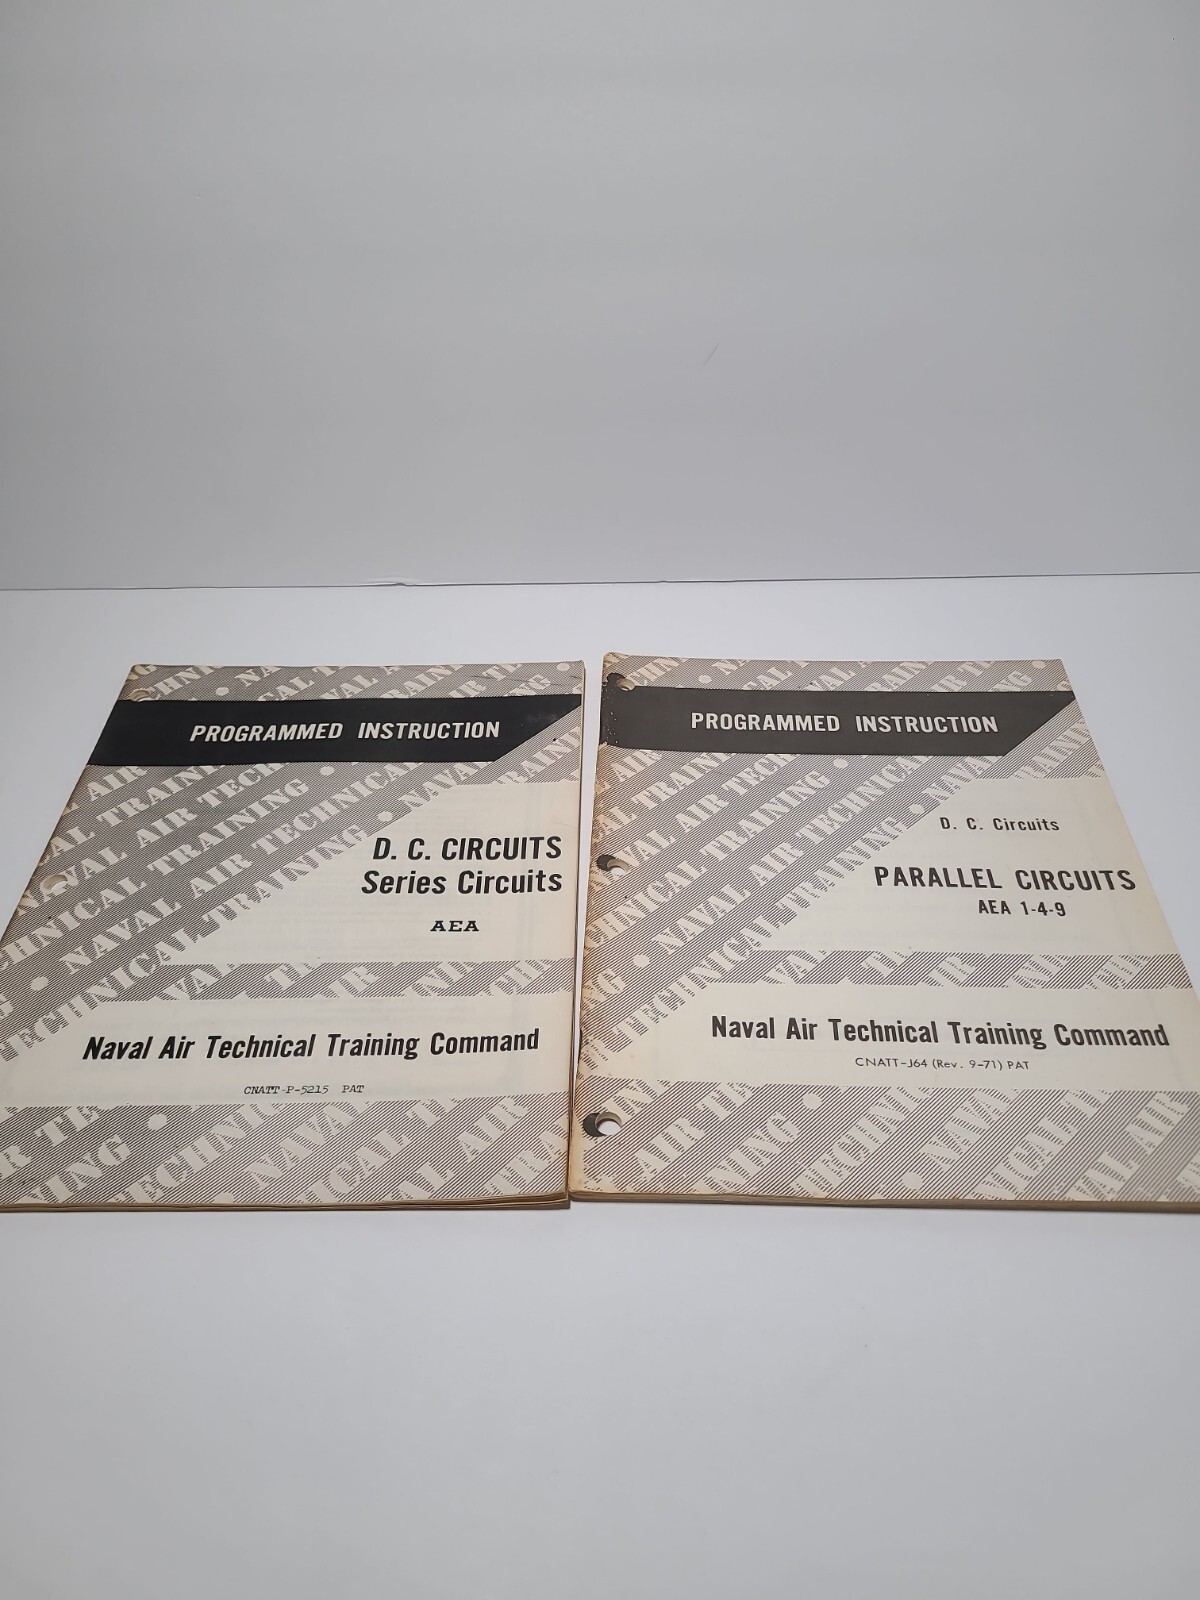 PROGRAMMED INSTRUCTION
D. C. CIRCUITS
Series Circuits
AEA
Naval Air Technical Training Command
CNATT-P-5215 PAT
PROGRAMMED INSTRUCTION
D. C. Circuits
PARALLEL CIRCUITS
AEA 1-4-9
Naval Air Technical Training Command
CNATT-J64 (Rev. 9-71) PAT